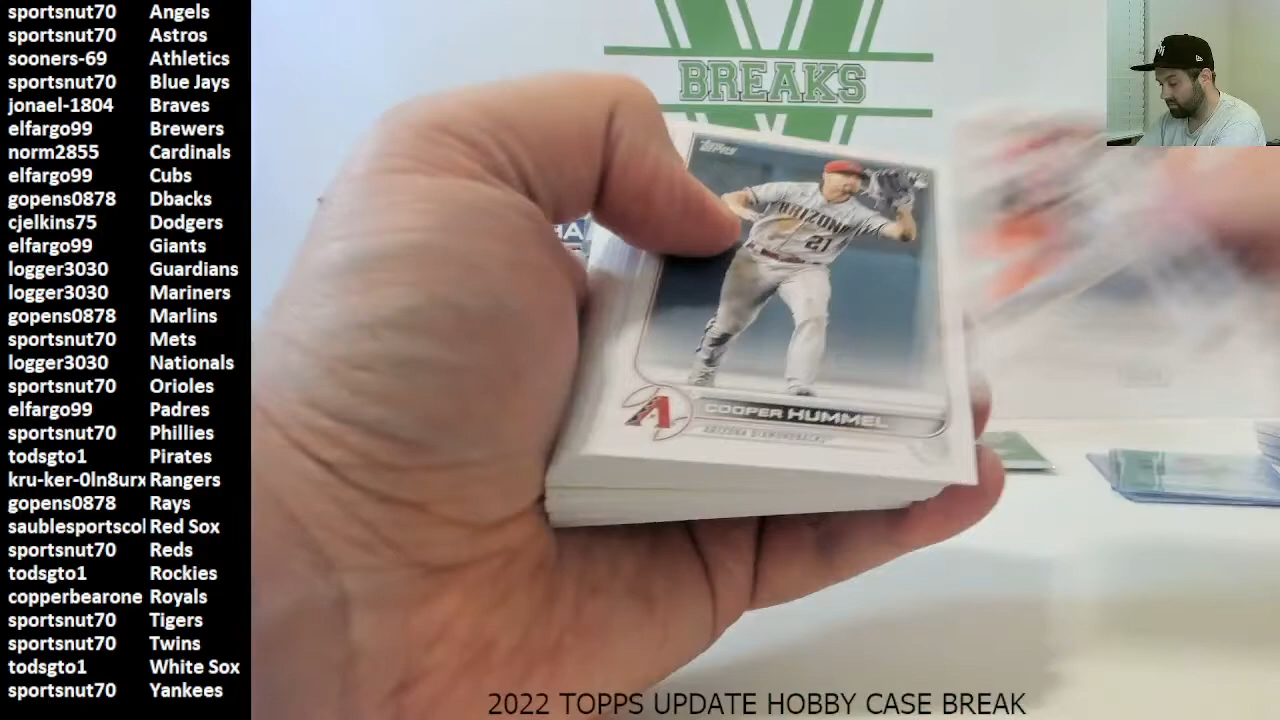 sportsnut70 Angels
sportsnut70 Astros
sooners-69 Athletics
sportsnut70 Blue Jays
jonael-1804 Braves
elfargo99 Brewers
norm2855 Cardinals
elfargo99 Cubs
gopens0878 Dbacks
cjelkins75 Dodgers
elfargo99 Giants
logger3030 Guardians
logger3030 Mariners
gopens0878 Marlins
sportsnut70 Mets
logger3030 Nationals
sportsnut70 Orioles
elfargo99 Padres
sportsnut70 Phillies
todsgto1 Pirates
kru-ker-0ln8urx Rangers
gopens0878 Rays
saublesportscol Red Sox
sportsnut70 Reds
todsgto1 Rockies
copperbearone Royals
sportsnut70 Tigers
sportsnut70 Twins
todsgto1 White Sox
sportsnut70 Yankees
V
BREAKS
Topps
ARIZONA
21
COOPER HUMMEL
ARIZONA DIAMONDBACKS
2022 TOPPS UPDATE HOBBY CASE BREAK